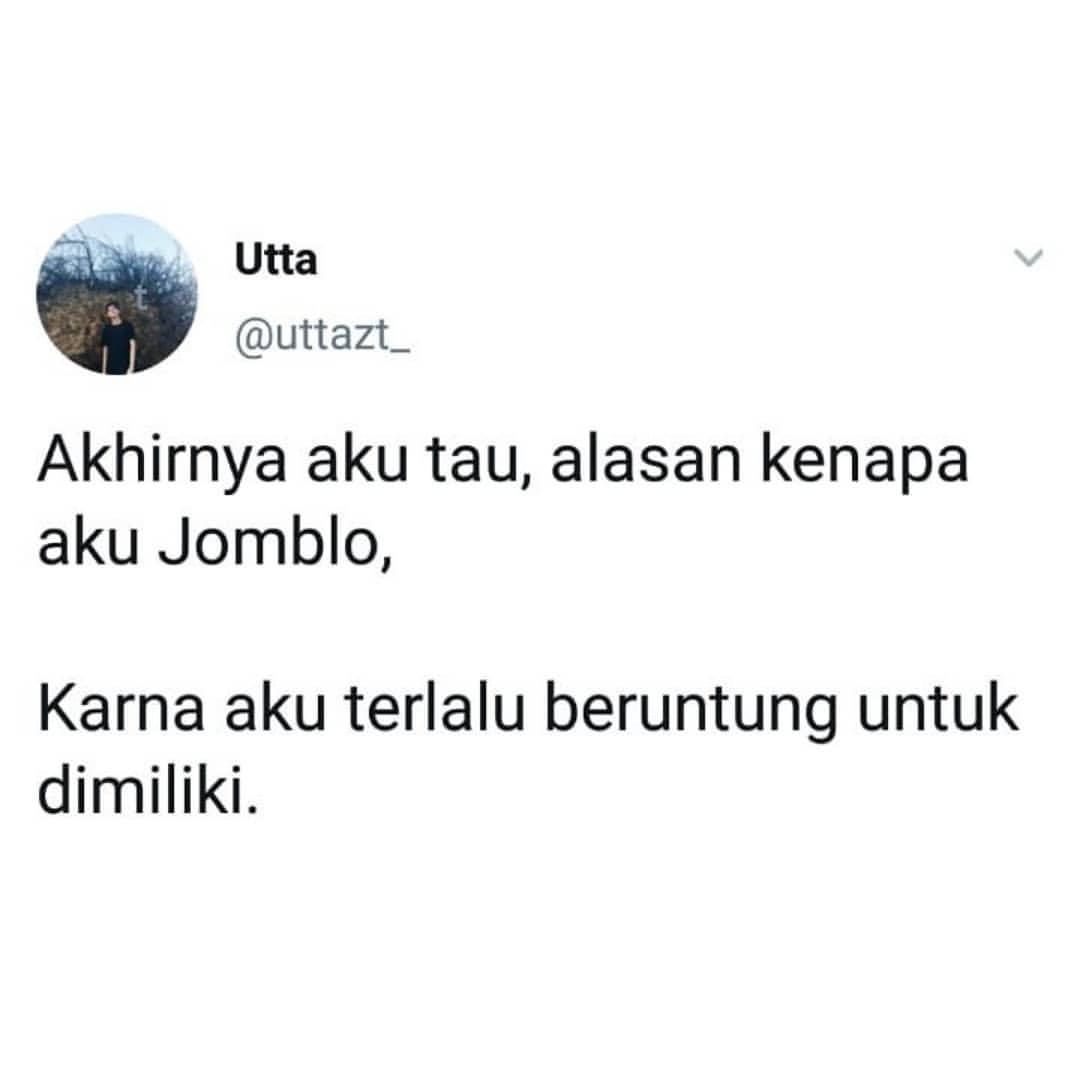 Utta
@uttazt_
Akhirnya aku tau, alasan kenapa
aku Jomblo,
Karna aku terlalu beruntung untuk
dimiliki.